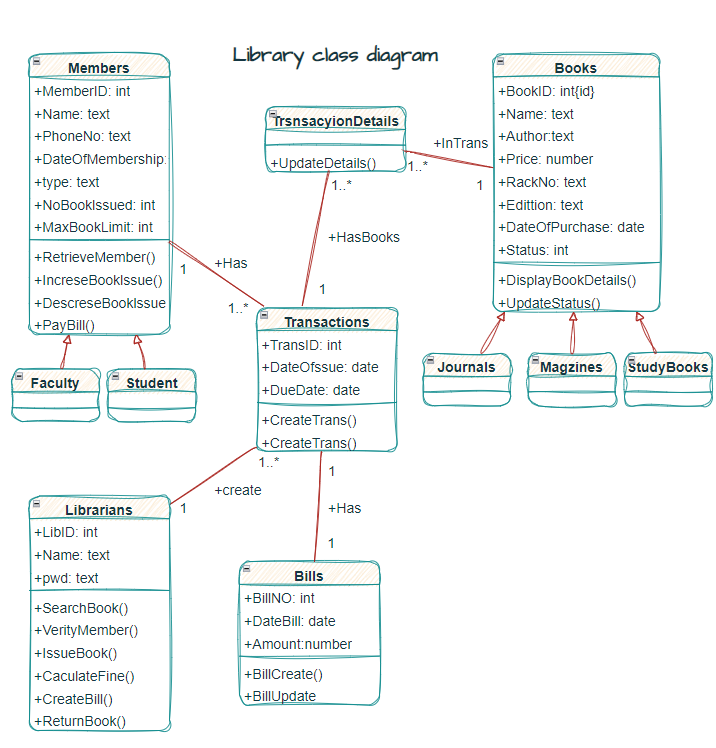 Library class diagram
Members
+MemberID: int
+Name: text
+PhoneNo: text
+DateOfMembership:
+type: text
+NoBookIssued: int
+MaxBookLimit: int
+RetrieveMember()
+IncreseBookIssue()
+DescreseBookIssue
+PayBill()
Faculty
Student
TrsnsacyionDetails
+UpdateDetails()
1..*
1..*
+InTrans
1
+HasBooks
1
+Has
1
1..*
Books
+BookID: int{id}
+Name: text
+Author:text
+Price: number
+RackNo: text
+Edittion: text
+DateOfPurchase: date
+Status: int
+DisplayBookDetails()
+UpdateStatus()
Journals
Magzines
StudyBooks
Transactions
+TransID: int
+DateOfssue: date
+DueDate: date
+CreateTrans()
+CreateTrans()
1..*
+create
1
1
+Has
1
Librarians
+LibID: int
+Name: text
+pwd: text
+SearchBook()
+VerityMember()
+IssueBook()
+CaculateFine()
+CreateBill()
+ReturnBook()
Bills
+BillNO: int
+DateBill: date
+Amount:number
+BillCreate()
+BillUpdate